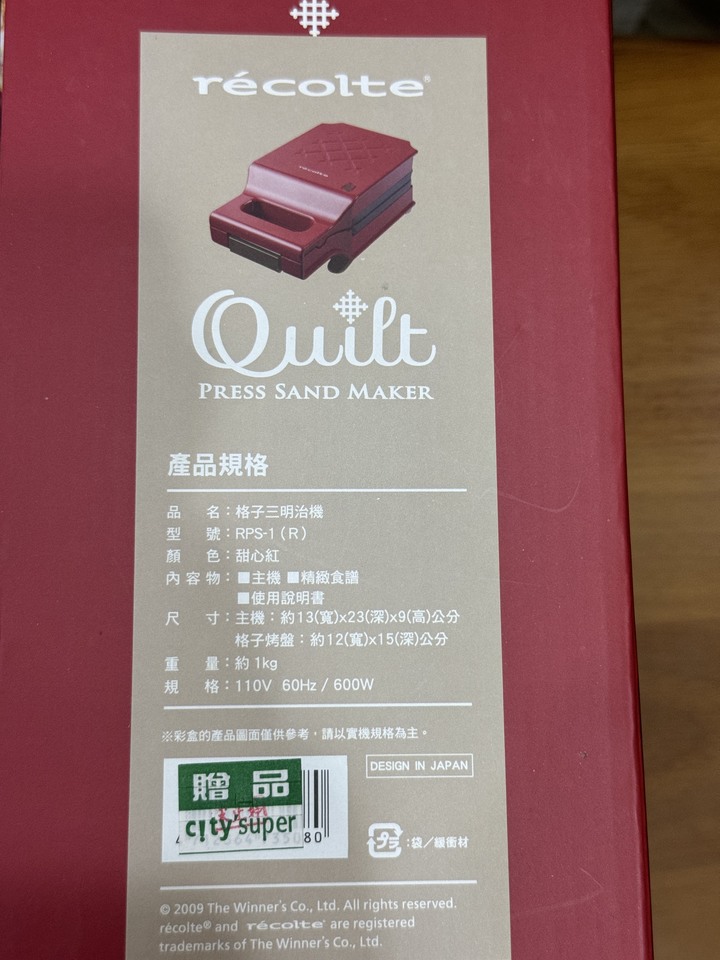 récolte®
récolte
Quilt
PRESS SAND MAKER
產品規格
品名：格子三明治機
型號：RPS-1（R）
顏色：甜心紅
內容物：■主機 ■精緻食譜
■使用說明書
尺寸：主機：約13(寬)x23(深)x9(高)公分
格子烤盤：約12(寬)x15(深)公分
重量：約 1kg
規格：110V 60Hz / 600W
※彩盒的產品圖面僅供參考，請以實機規格為主。
DESIGN IN JAPAN
贈品
c!ty'super
080
プラ：袋／緩衝材
© 2009 The Winner's Co., Ltd. All rights reserved.
récolte® and récolte® are registered
trademarks of The Winner's Co., Ltd.